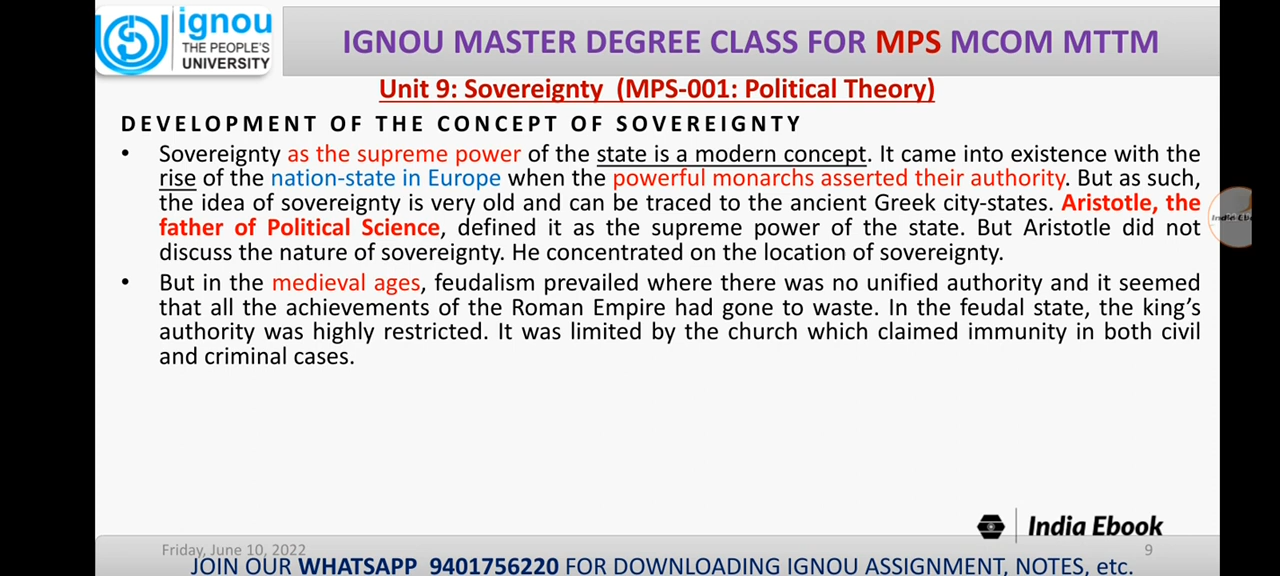 ignou
THE PEOPLE'S
UNIVERSITY
IGNOU MASTER DEGREE CLASS FOR MPS MCOM MTTM
Unit 9: Sovereignty (MPS-001: Political Theory)
DEVELOPMENT OF THE CONCEPT OF SOVEREIGNTY
• Sovereignty as the supreme power of the state is a modern concept. It came into existence with the
rise of the nation-state in Europe when the powerful monarchs asserted their authority. But as such,
the idea of sovereignty is very old and can be traced to the ancient Greek city-states. Aristotle, the
father of Political Science, defined it as the supreme power of the state. But Aristotle did not
discuss the nature of sovereignty. He concentrated on the location of sovereignty.
• But in the medieval ages, feudalism prevailed where there was no unified authority and it seemed
that all the achievements of the Roman Empire had gone to waste. In the feudal state, the king's
authority was highly restricted. It was limited by the church which claimed immunity in both civil
and criminal cases.
India Eb
India Ebook
Friday, June 10, 2022
9
JOIN OUR WHATSAPP 9401756220 FOR DOWNLOADING IGNOU ASSIGNMENT, NOTES, etc.